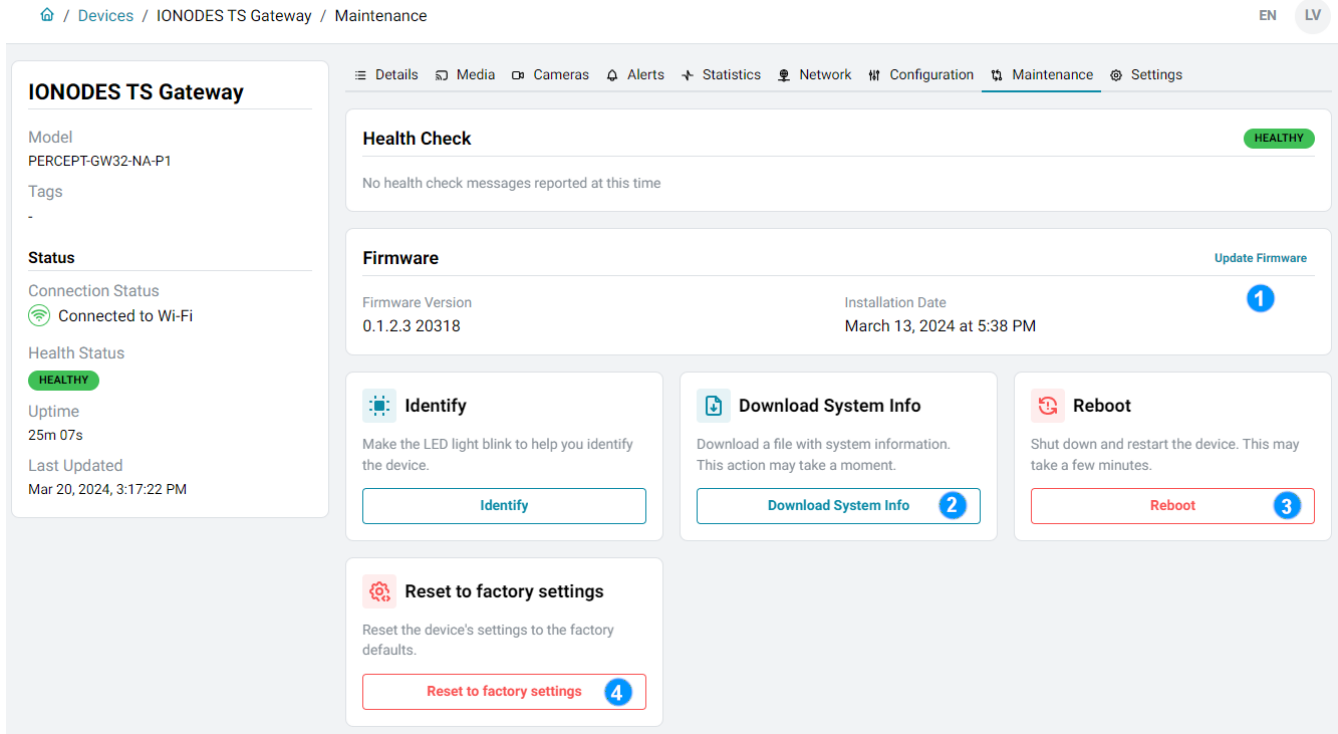 / Devices / IONODES TS Gateway / Maintenance
EN LV
IONODES TS Gateway
Model
PERCEPT-GW32-NA-P1
Tags
-
Status
Connection Status
Connected to Wi-Fi
Health Status
HEALTHY
Uptime
25m 07s
Last Updated
Mar 20, 2024, 3:17:22 PM
Details Media Cameras Alerts Statistics Network Configuration Maintenance Settings
Health Check HEALTHY
No health check messages reported at this time
Firmware Update Firmware
1
Firmware Version Installation Date
0.1.2.3 20318 March 13, 2024 at 5:38 PM
Identify
Make the LED light blink to help you identify
the device.
Identify
Download System Info
Download a file with system information.
This action may take a moment.
Download System Info 2
Reboot
Shut down and restart the device. This may
take a few minutes.
Reboot 3
Reset to factory settings
Reset the device's settings to the factory
defaults.
Reset to factory settings 4